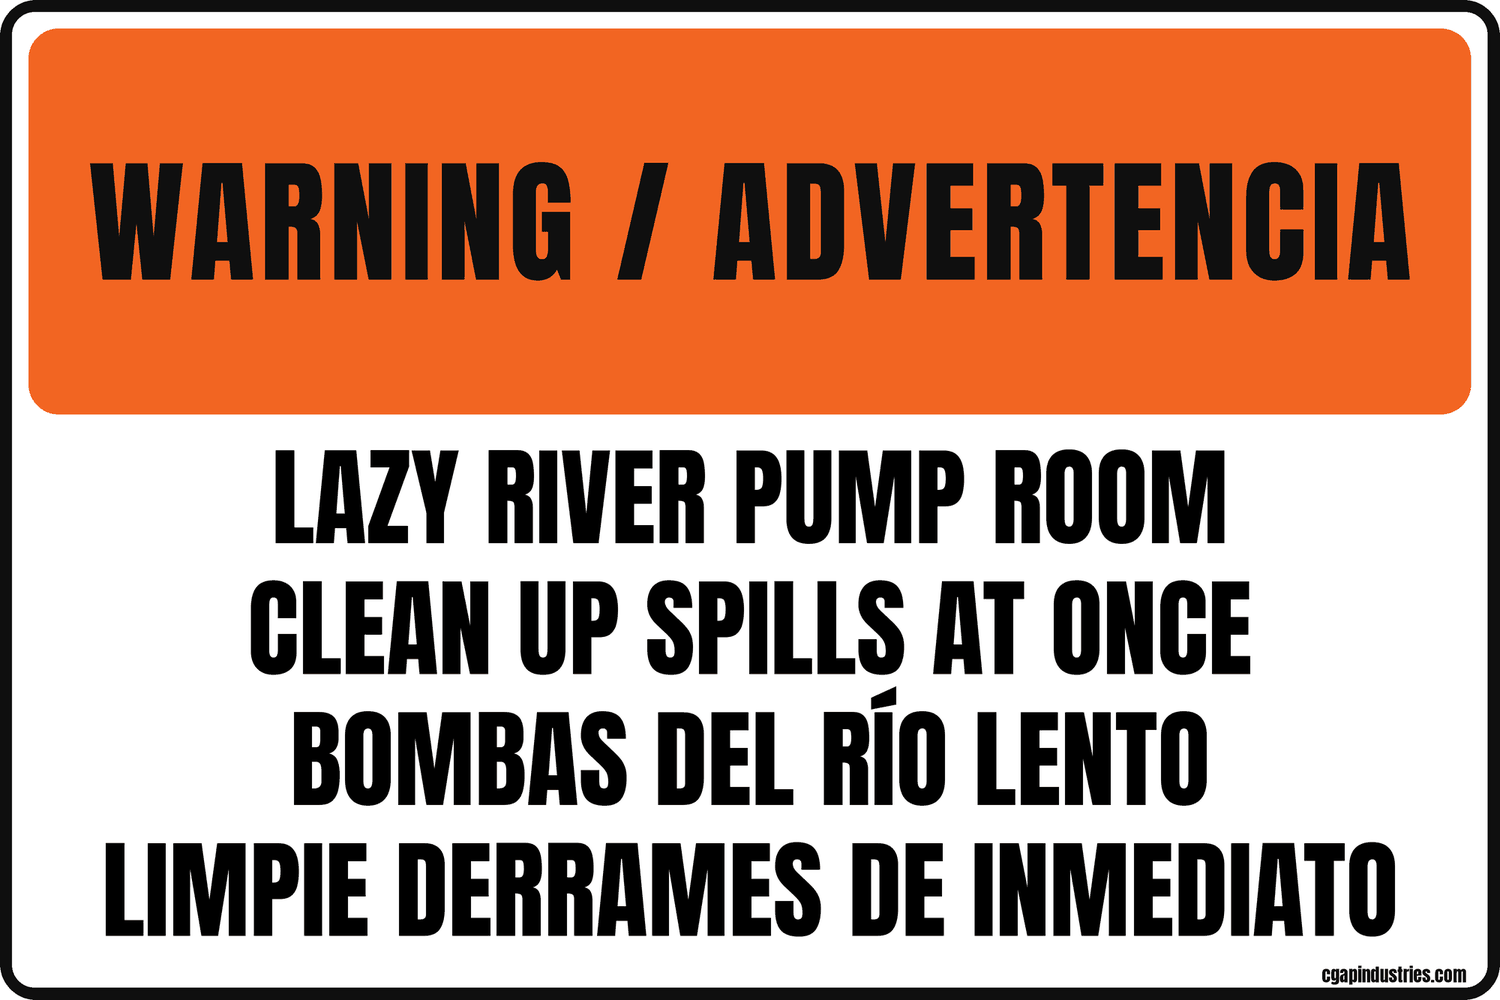 WARNING / ADVERTENCIA
LAZY RIVER PUMP ROOM
CLEAN UP SPILLS AT ONCE
BOMBAS DEL RÍO LENTO
LIMPIE DERRAMES DE INMEDIATO
cgapindustries.com